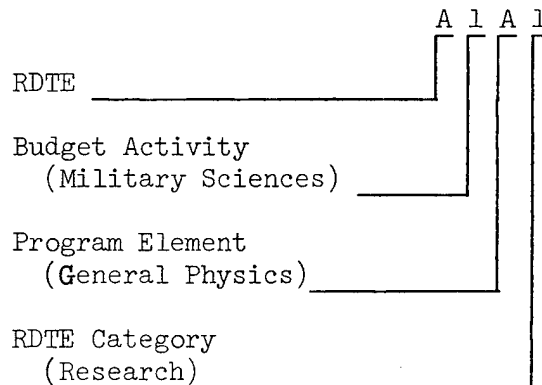 A 1 A 1
RDTE
Budget Activity
(Military Sciences)
Program Element
(General Physics)
RDTE Category
(Research)